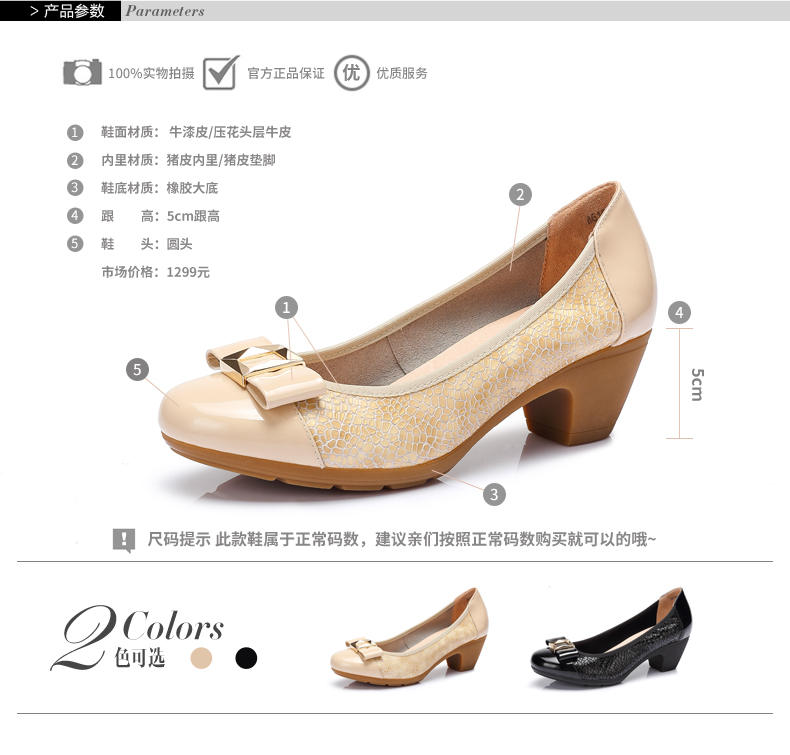 > 产品参数 Parameters
100%实物拍摄 官方正品保证 优 优质服务
1 鞋面材质： 牛漆皮/压花头层牛皮
2 内里材质：猪皮内里/猪皮垫脚
3 鞋底材质：橡胶大底
4 跟 高：5cm跟高
5 鞋 头：圆头
市场价格：1299元
2
1
4
5
5cm
3
! 尺码提示 此款鞋属于正常码数，建议亲们按照正常码数购买就可以的哦~
2 Colors
色可选